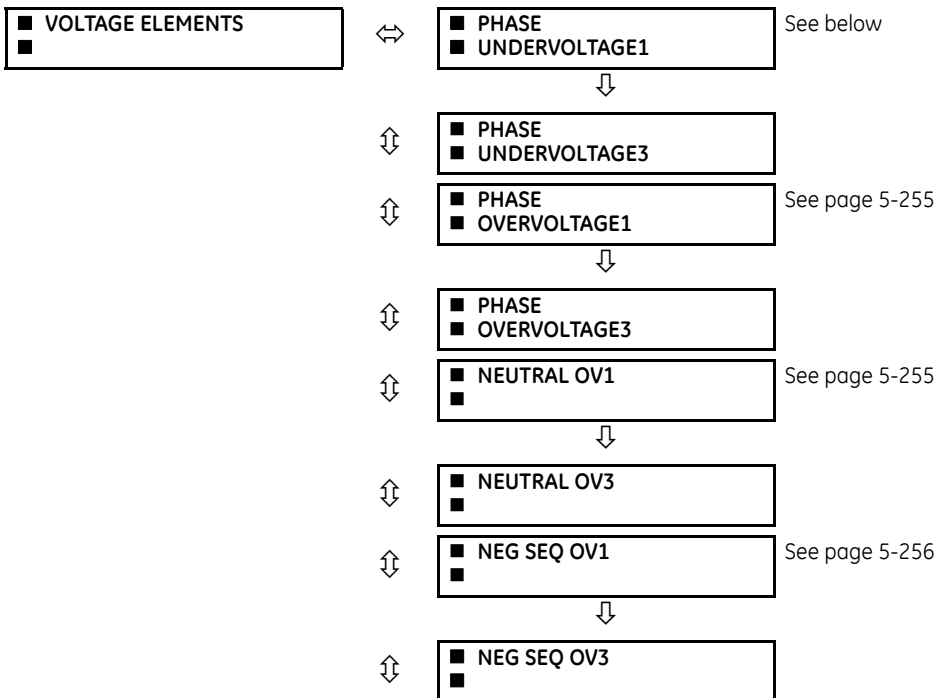 ■ VOLTAGE ELEMENTS
■
■ PHASE
■ UNDERVOLTAGE1
See below
■ PHASE
■ UNDERVOLTAGE3
■ PHASE
■ OVERVOLTAGE1
See page 5-255
■ PHASE
■ OVERVOLTAGE3
■ NEUTRAL OV1
■
See page 5-255
■ NEUTRAL OV3
■
■ NEG SEQ OV1
■
See page 5-256
■ NEG SEQ OV3
■